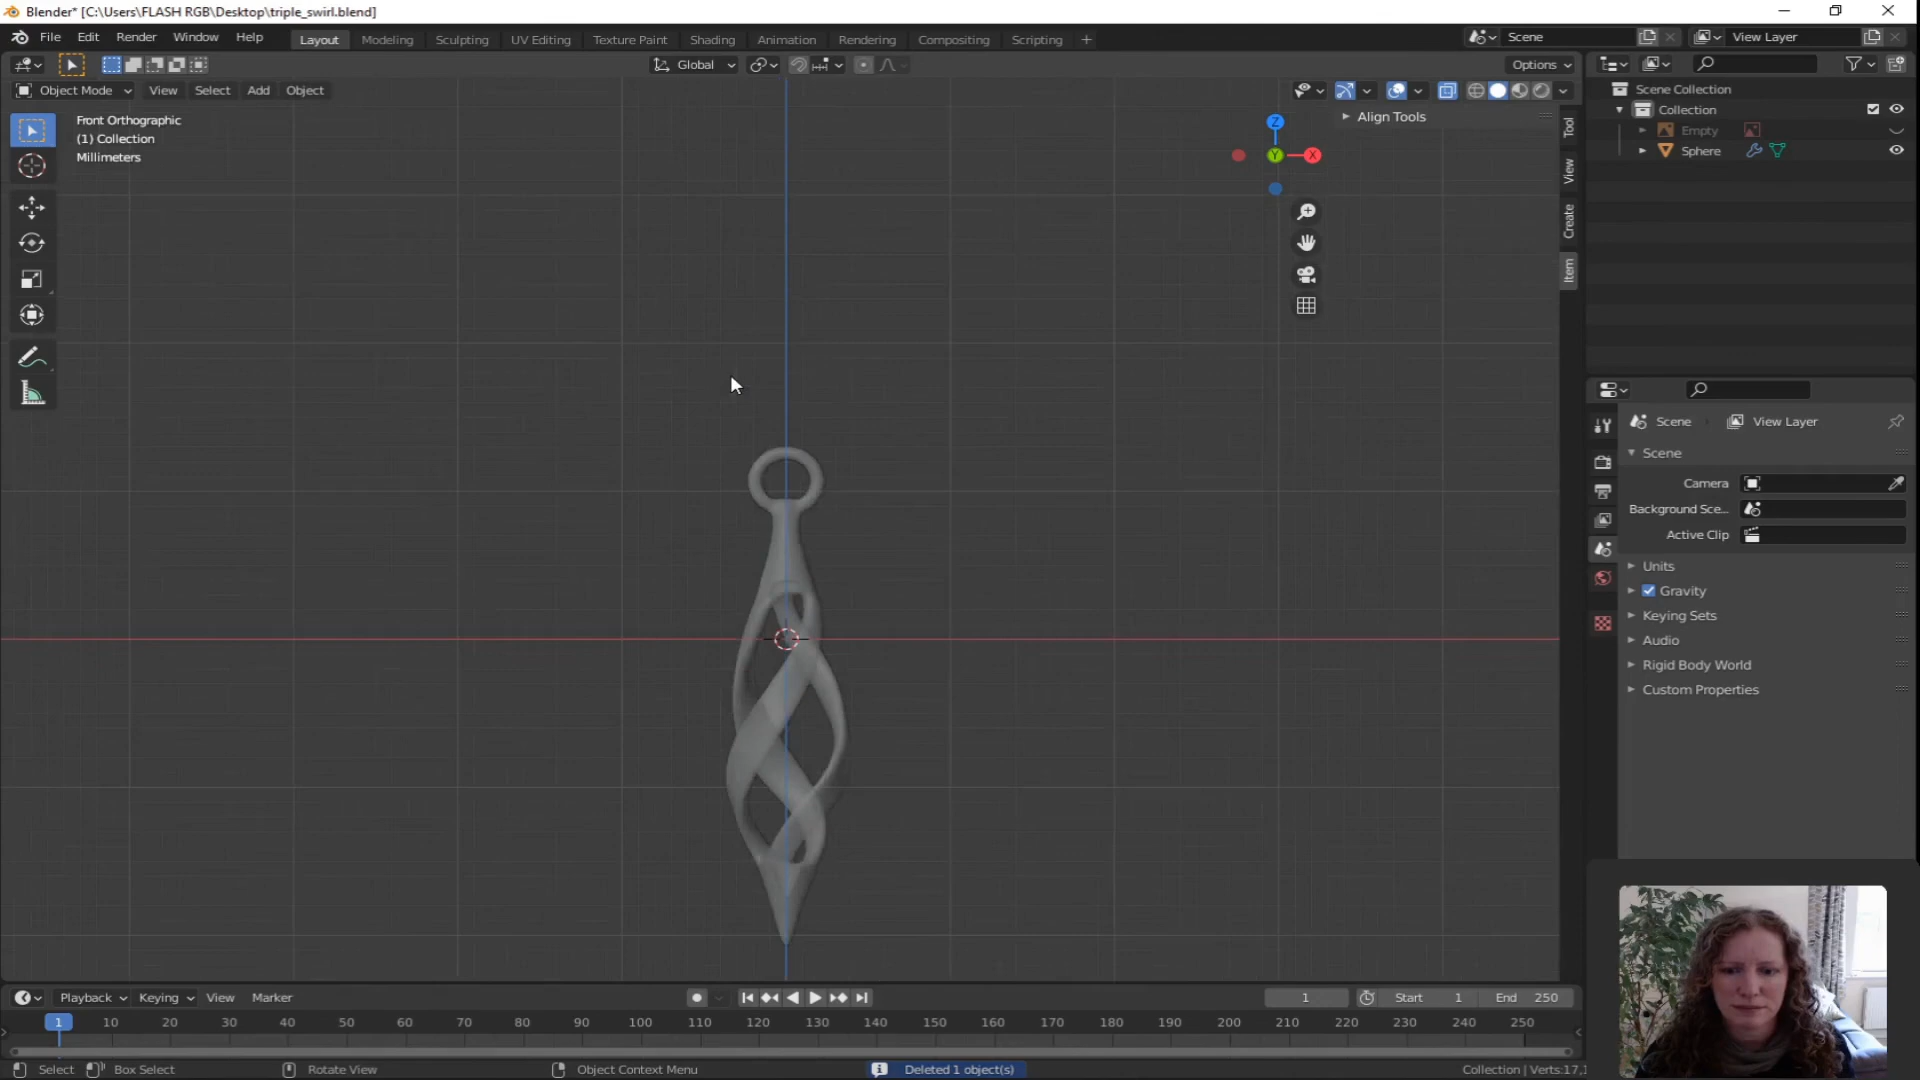 Blender* [C:\Users\FLASH RGB\Desktop\triple_swirl.blend]
File Edit Render Window Help
Layout Modeling Sculpting UV Editing Texture Paint Shading Animation Rendering Compositing Scripting +
Scene
View Layer
Global
Options
Object Mode View Select Add Object
Front Orthographic
(1) Collection
Millimeters
Align Tools
Z
Y
X
Tool
View
Create
Item
Scene Collection
Collection
Empty
Sphere
Scene View Layer
Scene
Camera
Background Sce...
Active Clip
Units
Gravity
Keying Sets
Audio
Rigid Body World
Custom Properties
Playback Keying View Marker
1
Start 1
End 250
1 10 20 30 40 50 60 70 80 90 100 110 120 130 140 150 160 170 180 190 200 210 220 230 240 250
Select Box Select Rotate View Object Context Menu Deleted 1 object(s) Collection | Verts:17,1